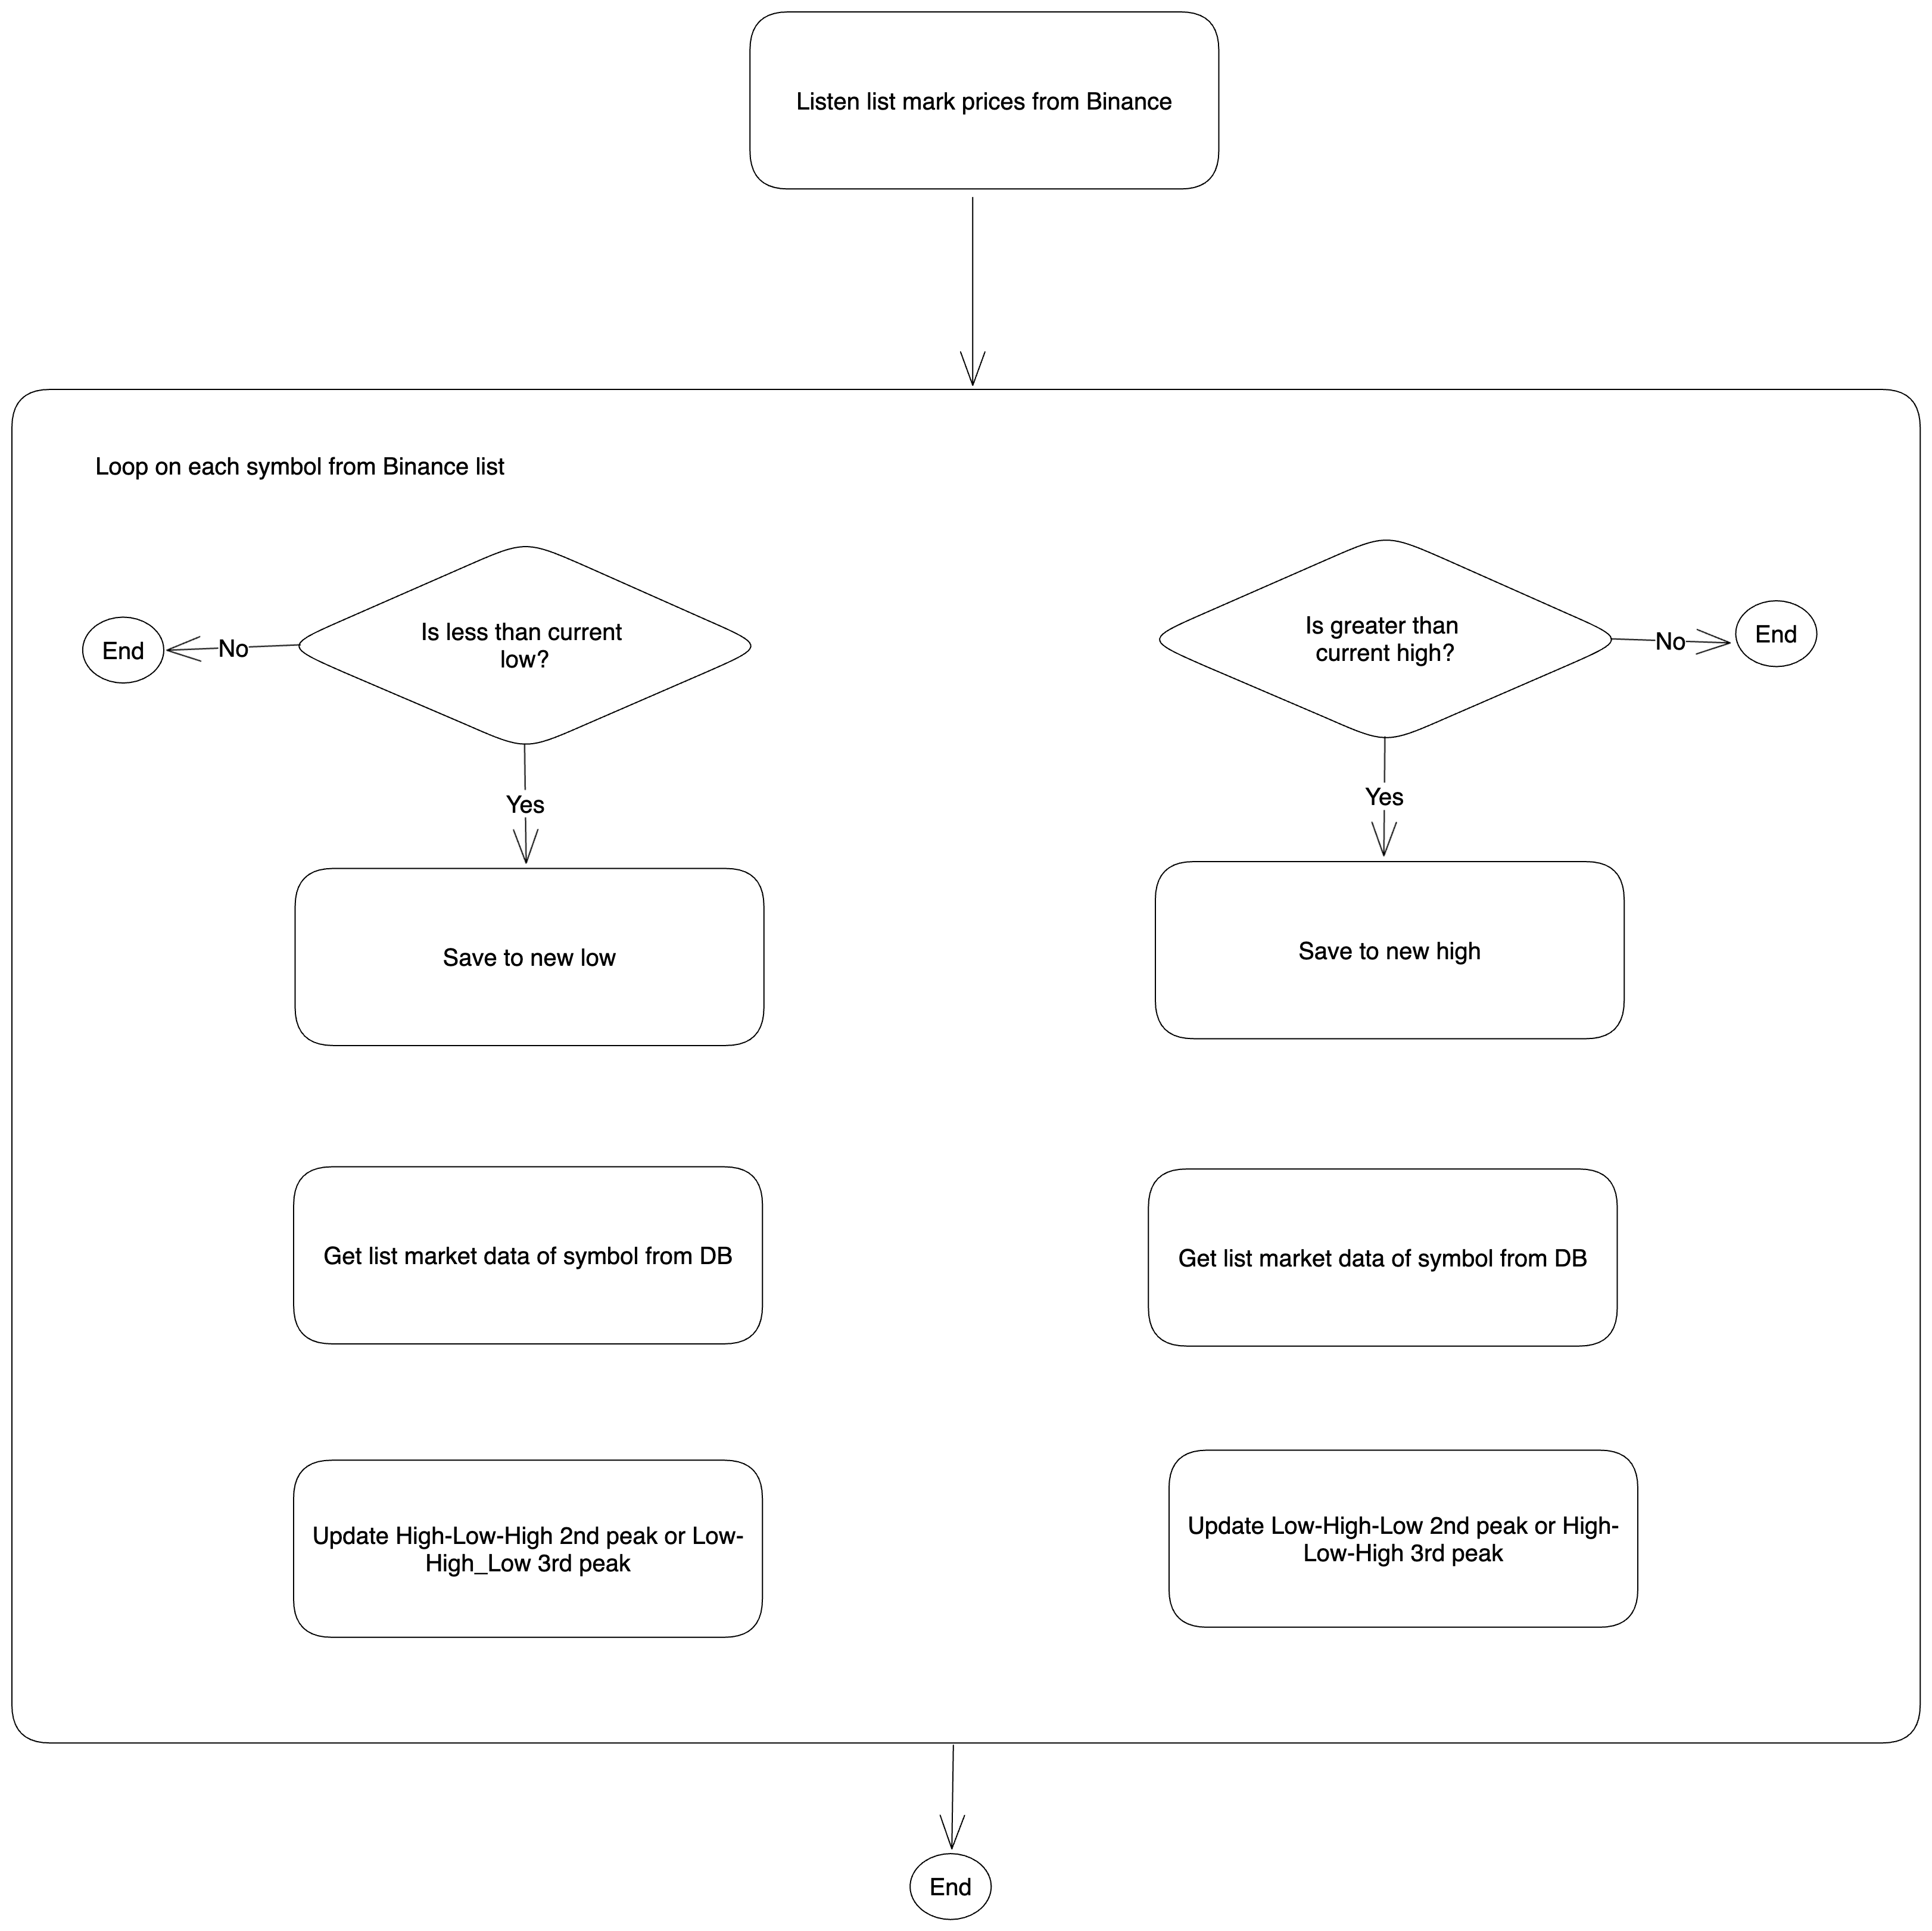 Listen list mark prices from Binance
Loop on each symbol from Binance list
Is less than current
low?
No
End
Yes
Save to new low
Get list market data of symbol from DB
Update High-Low-High 2nd peak or Low-
High_Low 3rd peak
Is greater than
current high?
No
End
Yes
Save to new high
Get list market data of symbol from DB
Update Low-High-Low 2nd peak or High-
Low-High 3rd peak
End